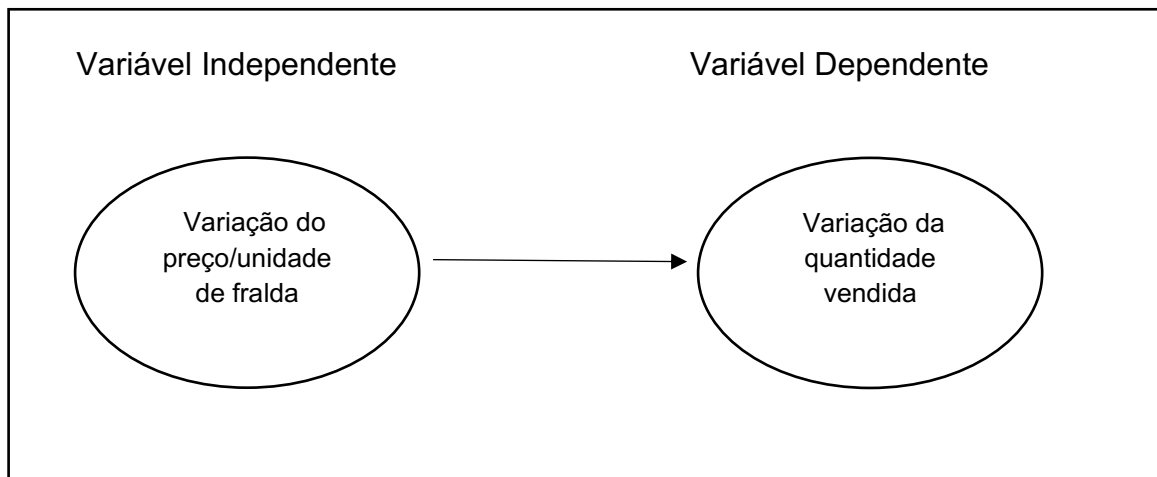 Variável Independente
Variável Dependente
Variação do
preço/unidade
de fralda
Variação da
quantidade
vendida